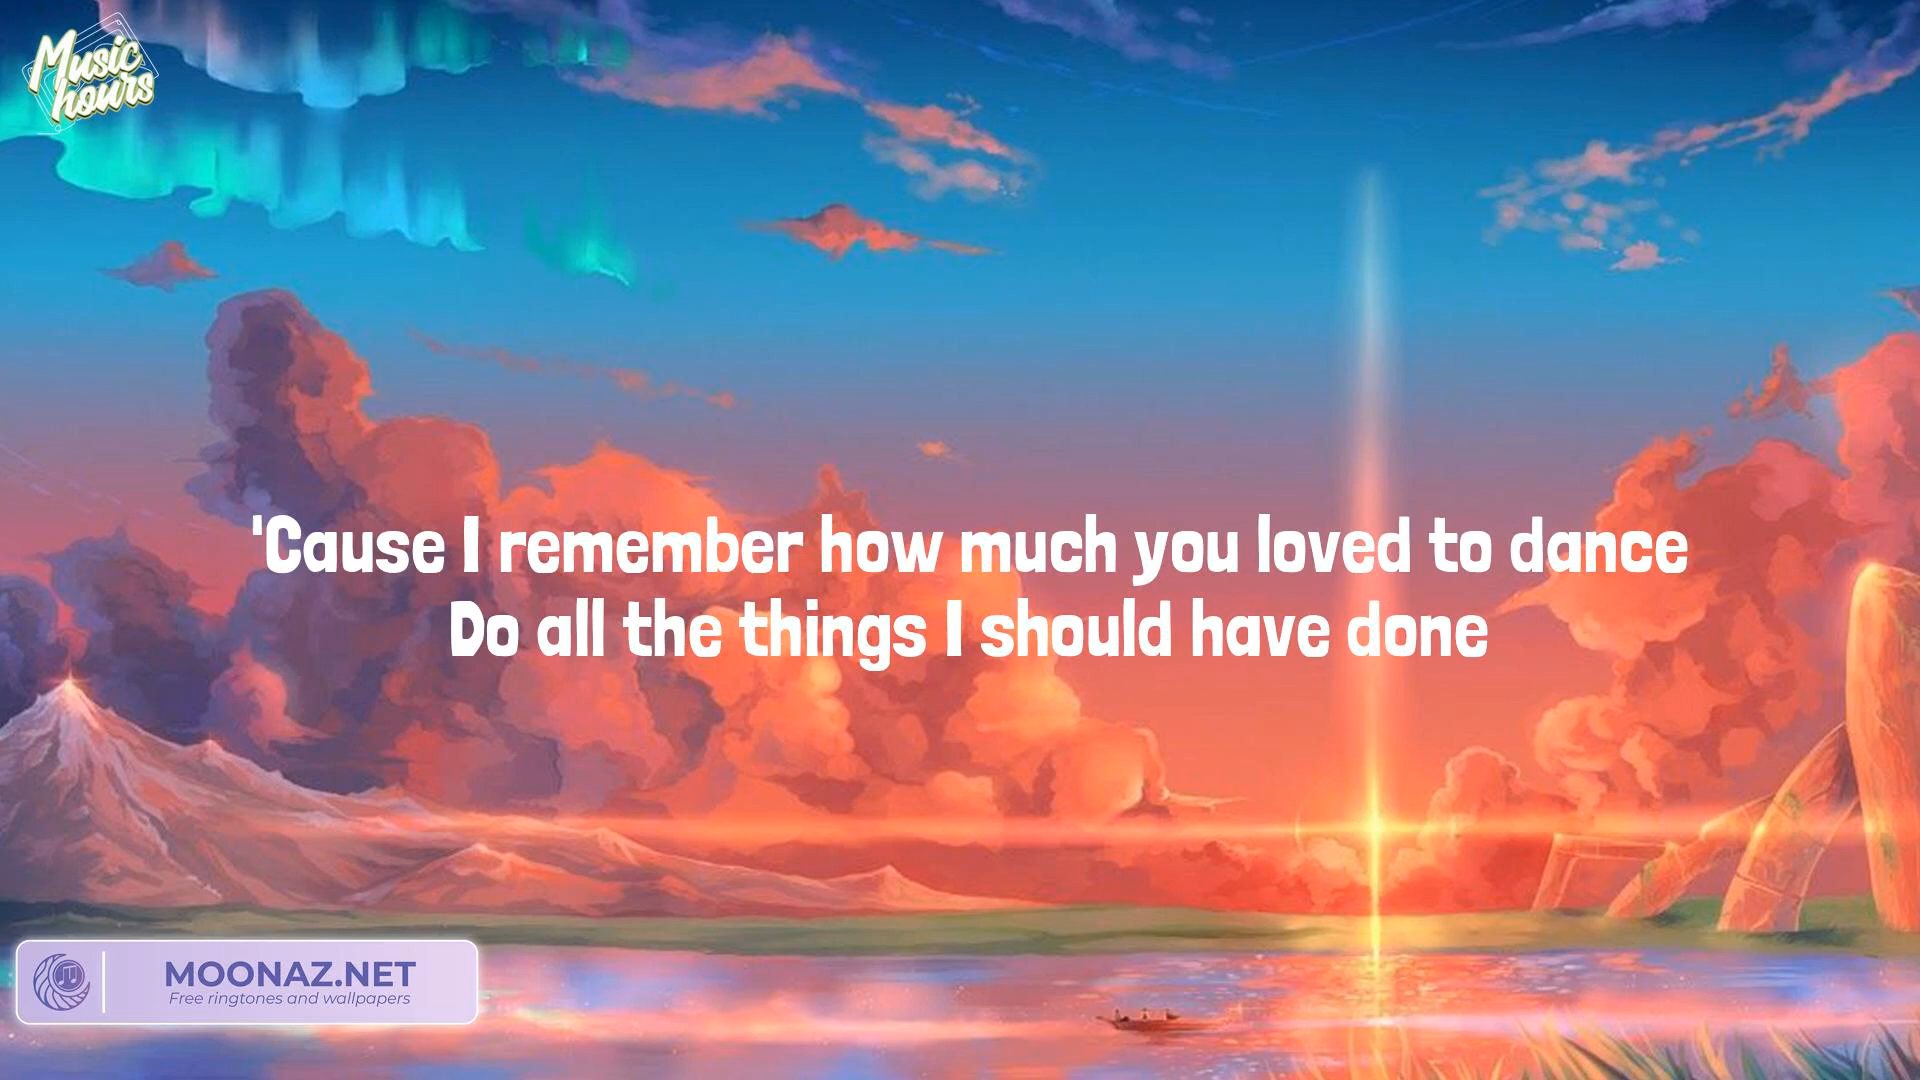 Music
hours
'Cause I remember how much you loved to dance
Do all the things I should have done
MOONAZ.NET
Free ringtones and wallpapers